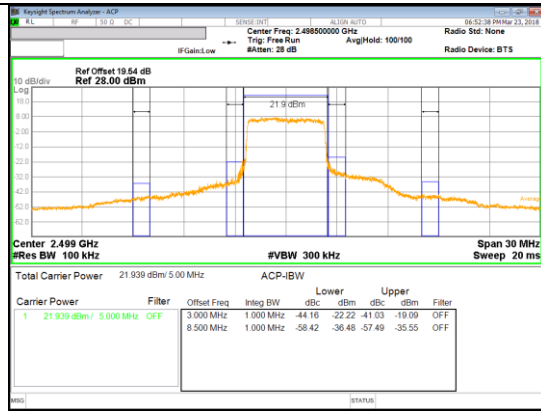 Keysight Spectrum Analyzer - ACP
RL RF 50 Ω DC SENSE:INT ALIGN AUTO 06:52:38 PM Mar 23, 2018
Center Freq: 2.498500000 GHz Radio Std: None
Trig: Free Run Avg|Hold: 100/100
IFGain:Low #Atten: 28 dB Radio Device: BTS
Ref Offset 19.54 dB
10 dB/div Ref 28.00 dBm
Log
18.0
8.00
-2.00
-12.0
-22.0
-32.0
-42.0
-52.0
-62.0
21.9 dBm
Average
Center 2.499 GHz Span 30 MHz
#Res BW 100 kHz #VBW 300 kHz Sweep 20 ms
Total Carrier Power 21.939 dBm/ 5.00 MHz ACP-IBW
Lower Upper
Carrier Power Filter Offset Freq Integ BW dBc dBm dBc dBm Filter
1 21.939 dBm / 5.000 MHz OFF 3.000 MHz 1.000 MHz -44.16 -22.22 -41.03 -19.09 OFF
8.500 MHz 1.000 MHz -58.42 -36.48 -57.49 -35.55 OFF
MSG STATUS